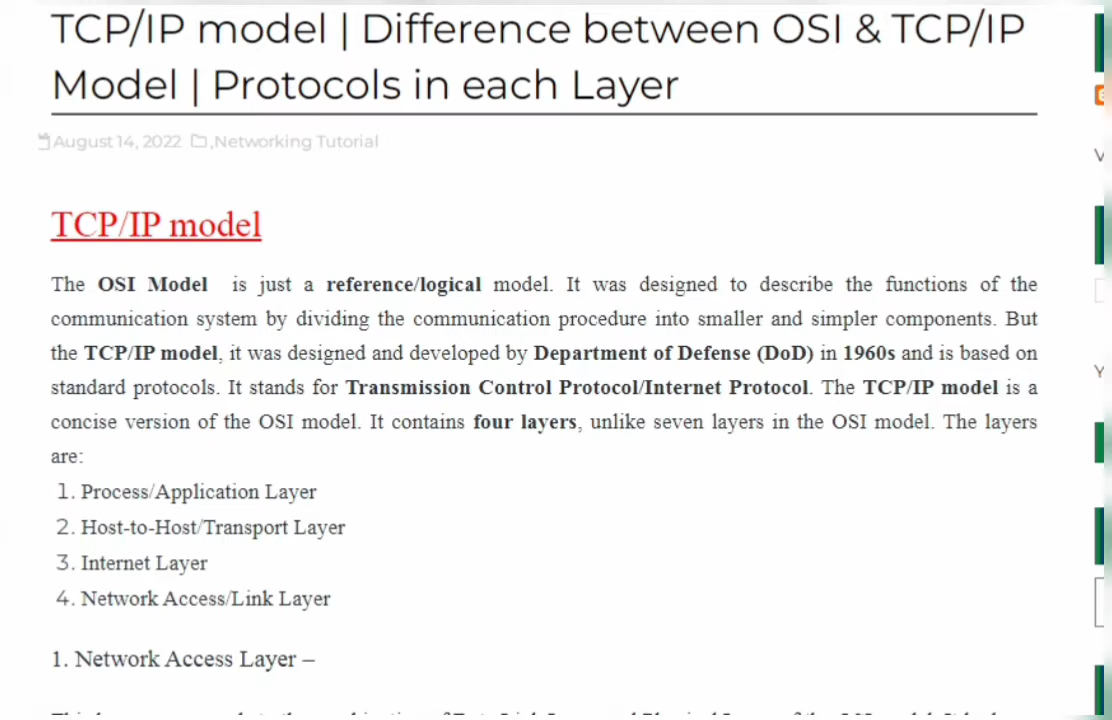 TCP/IP model | Difference between OSI & TCP/IP
Model | Protocols in each Layer
August 14, 2022 ,Networking Tutorial
TCP/IP model
The OSI Model is just a reference/logical model. It was designed to describe the functions of the
communication system by dividing the communication procedure into smaller and simpler components. But
the TCP/IP model, it was designed and developed by Department of Defense (DoD) in 1960s and is based on
standard protocols. It stands for Transmission Control Protocol/Internet Protocol. The TCP/IP model is a
concise version of the OSI model. It contains four layers, unlike seven layers in the OSI model. The layers
are:
1. Process/Application Layer
2. Host-to-Host/Transport Layer
3. Internet Layer
4. Network Access/Link Layer
1. Network Access Layer –